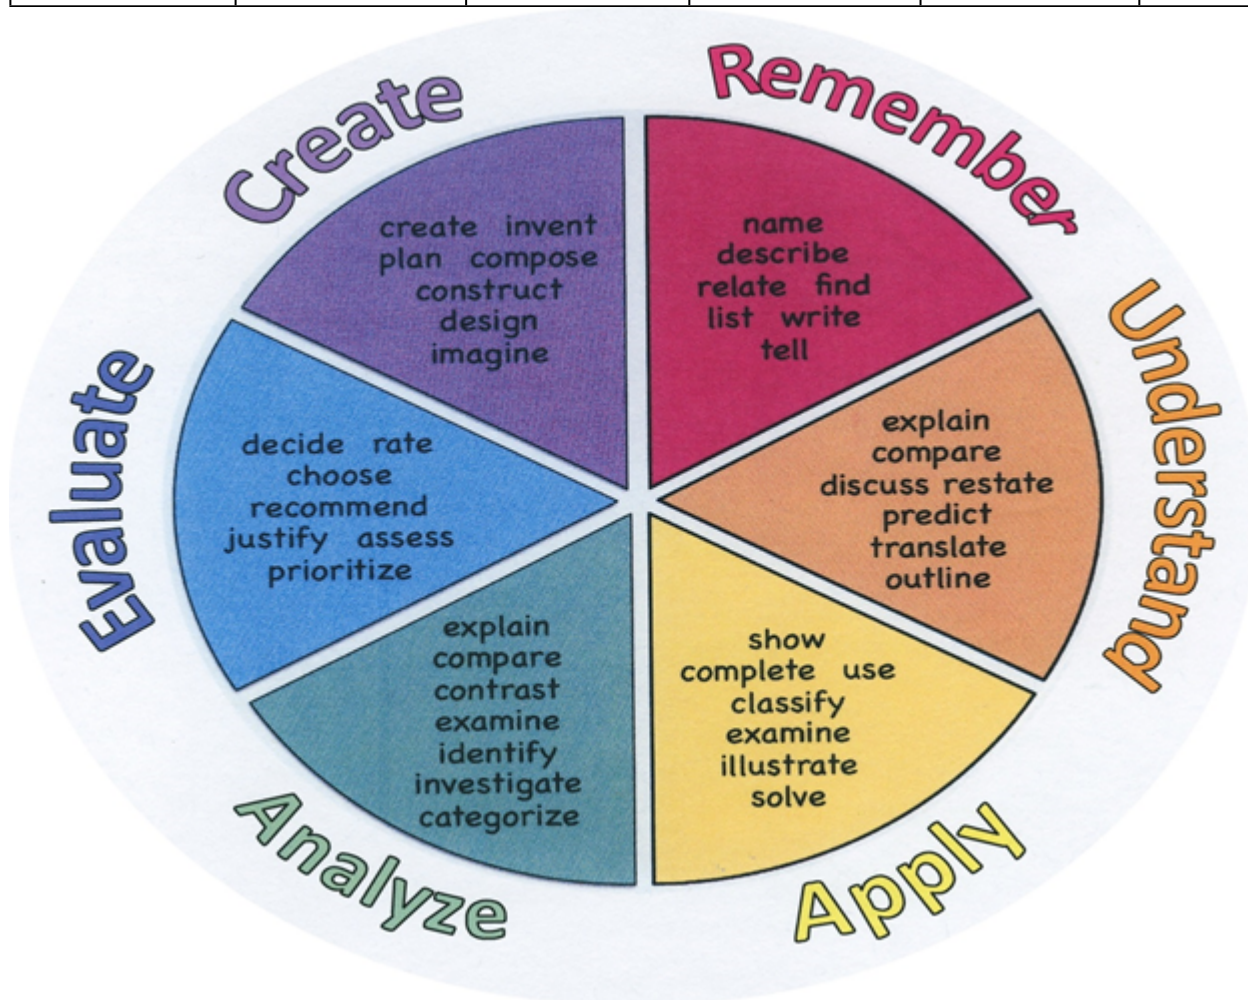 Remember
name
describe
relate find
list write
tell
Understand
explain
compare
discuss restate
predict
translate
outline
Apply
show
complete use
classify
examine
illustrate
solve
Analyze
explain
compare
contrast
examine
identify
investigate
categorize
Evaluate
decide rate
choose
recommend
justify assess
prioritize
Create
create invent
plan compose
construct
design
imagine